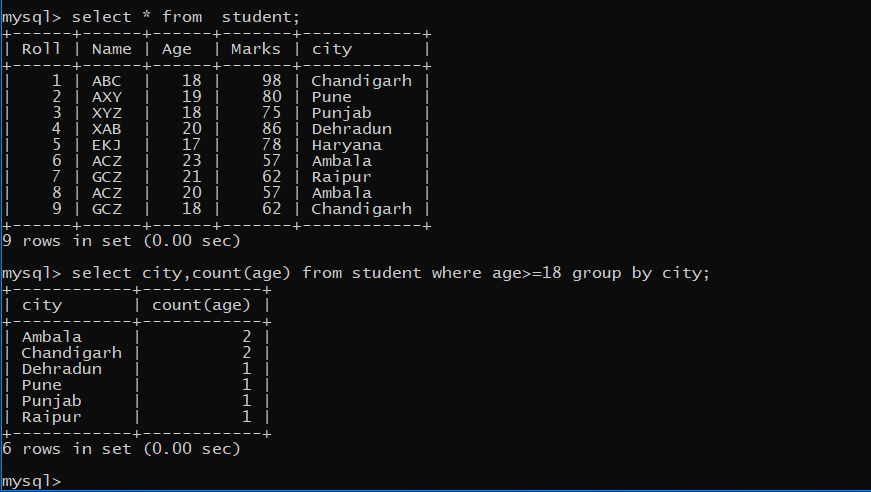 mysql> select * from  student;
+------+------+------+-------+------------+
| Roll | Name | Age  | Marks | city       |
+------+------+------+-------+------------+
|    1 | ABC  |   18 |    98 | Chandigarh |
|    2 | AXY  |   19 |    80 | Pune       |
|    3 | XYZ  |   18 |    75 | Punjab     |
|    4 | XAB  |   20 |    86 | Dehradun   |
|    5 | EKJ  |   17 |    78 | Haryana    |
|    6 | ACZ  |   23 |    57 | Ambala     |
|    7 | GCZ  |   21 |    62 | Raipur     |
|    8 | ACZ  |   20 |    57 | Ambala     |
|    9 | GCZ  |   18 |    62 | Chandigarh |
+------+------+------+-------+------------+
9 rows in set (0.00 sec)
mysql> select city,count(age) from student where age>=18 group by city;
+------------+------------+
| city       | count(age) |
+------------+------------+
| Ambala     |          2 |
| Chandigarh |          2 |
| Dehradun   |          1 |
| Pune       |          1 |
| Punjab     |          1 |
| Raipur     |          1 |
+------------+------------+
6 rows in set (0.00 sec)
mysql>